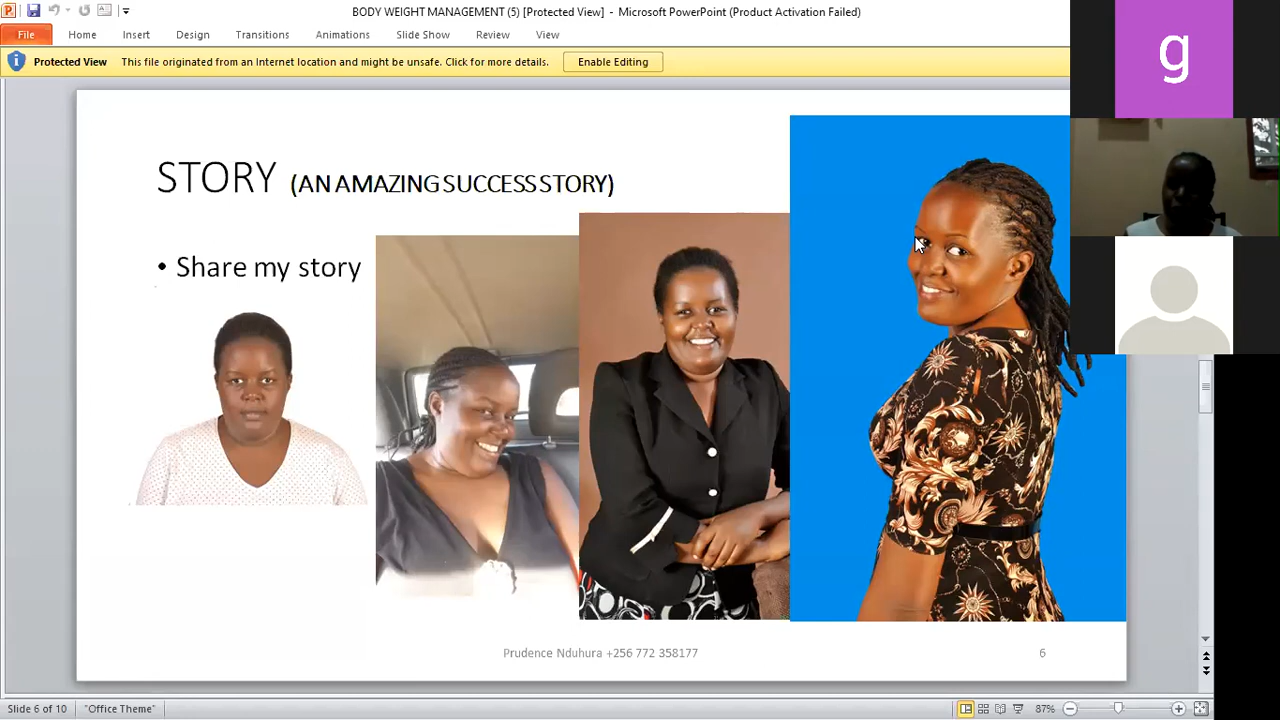 BODY WEIGHT MANAGEMENT (5) [Protected View] - Microsoft PowerPoint (Product Activation Failed)
File Home Insert Design Transitions Animations Slide Show Review View
Protected View This file originated from an Internet location and might be unsafe. Click for more details. Enable Editing
g
STORY (AN AMAZING SUCCESS STORY)
• Share my story
Prudence Nduhura +256 772 358177 6
Slide 6 of 10 "Office Theme" 87%